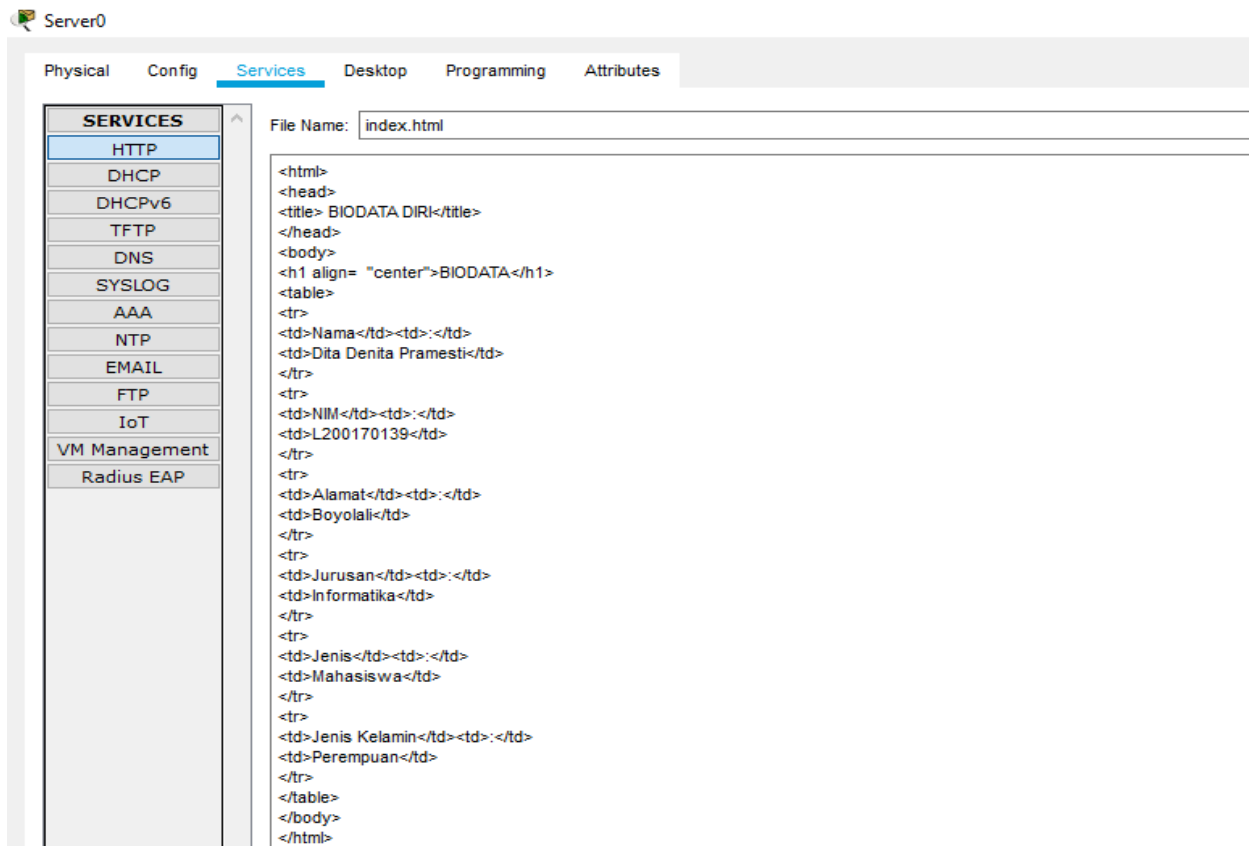 Server0
Physical Config Services Desktop Programming Attributes
SERVICES
HTTP
DHCP
DHCPv6
TFTP
DNS
SYSLOG
AAA
NTP
EMAIL
FTP
IoT
VM Management
Radius EAP
File Name: index.html
<html>
<head>
<title> BIODATA DIRI</title>
</head>
<body>
<h1 align= "center">BIODATA</h1>
<table>
<tr>
<td>Nama</td><td>:</td>
<td>Dita Denita Pramesti</td>
</tr>
<tr>
<td>NIM</td><td>:</td>
<td>L200170139</td>
</tr>
<tr>
<td>Alamat</td><td>:</td>
<td>Boyolali</td>
</tr>
<tr>
<td>Jurusan</td><td>:</td>
<td>Informatika</td>
</tr>
<tr>
<td>Jenis</td><td>:</td>
<td>Mahasiswa</td>
</tr>
<tr>
<td>Jenis Kelamin</td><td>:</td>
<td>Perempuan</td>
</tr>
</table>
</body>
</html>